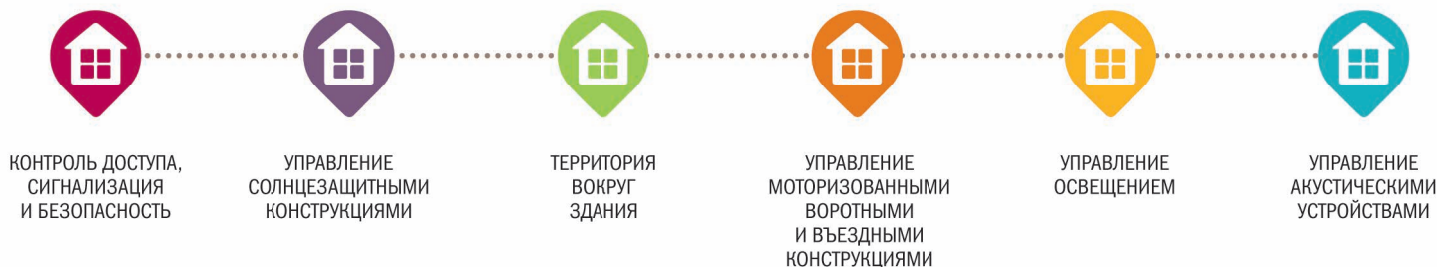 КОНТРОЛЬ ДОСТУПА,
СИГНАЛИЗАЦИЯ
И БЕЗОПАСНОСТЬ
УПРАВЛЕНИЕ
СОЛНЦЕЗАЩИТНЫМИ
КОНСТРУКЦИЯМИ
ТЕРРИТОРИЯ
ВОКРУГ
ЗДАНИЯ
УПРАВЛЕНИЕ
МОТОРИЗОВАННЫМИ
ВОРОТНЫМИ
И ВЪЕЗДНЫМИ
КОНСТРУКЦИЯМИ
УПРАВЛЕНИЕ
ОСВЕЩЕНИЕМ
УПРАВЛЕНИЕ
АКУСТИЧЕСКИМИ
УСТРОЙСТВАМИ